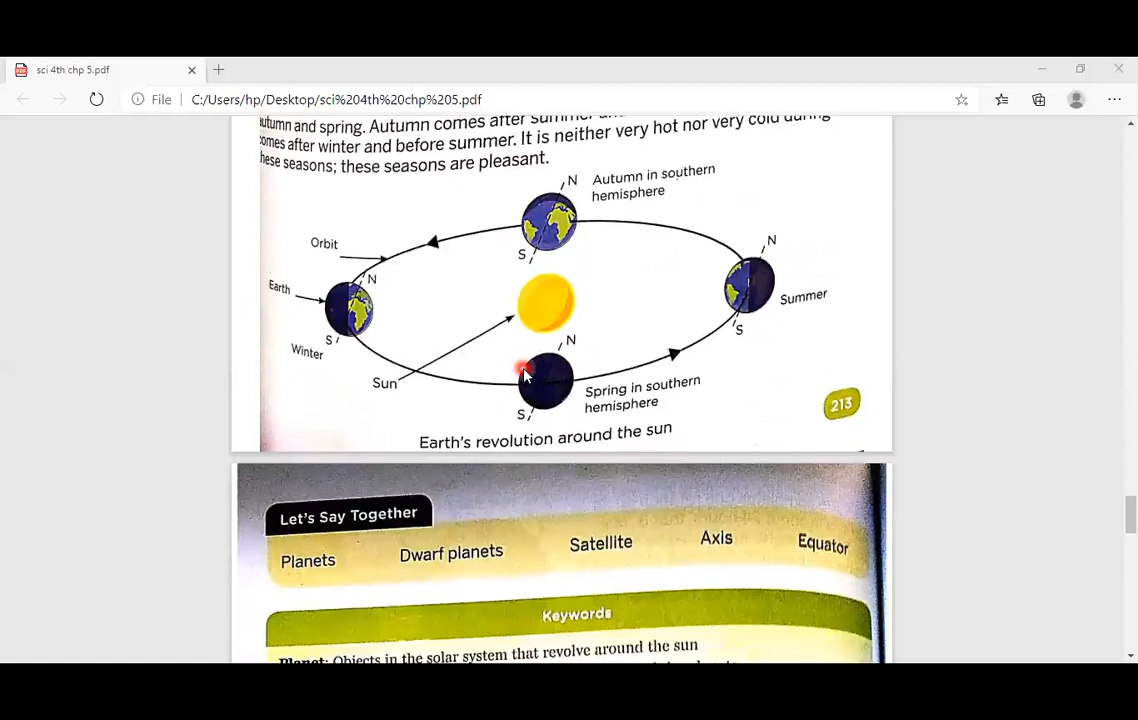 sci 4th chp 5.pdf
File C:/Users/hp/Desktop/sci%204th%20chp%205.pdf
autumn and spring. Autumn comes after summer
comes after winter and before summer. It is neither very hot nor very cold during
these seasons; these seasons are pleasant.
N
Autumn in southern
hemisphere
S
Orbit
N
Earth
N
Summer
S
S
Winter
Sun
N
Spring in southern
hemisphere
S
213
Earth's revolution around the sun
Let's Say Together
Planets Dwarf planets Satellite Axis Equator
Keywords
Planet: Objects in the solar system that revolve around the sun